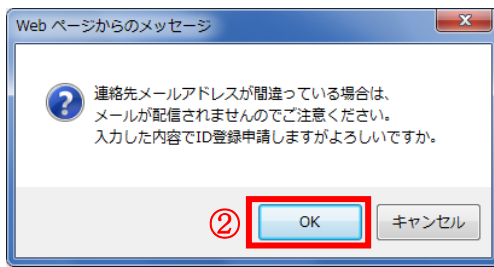 Web ページからのメッセージ
連絡先メールアドレスが間違っている場合は、
メールが配信されませんのでご注意ください。
入力した内容でID登録申請しますがよろしいですか。
② OK キャンセル